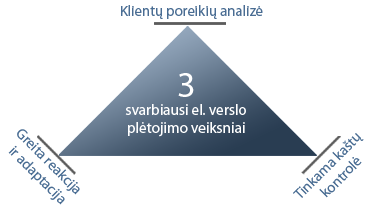 Klientų poreikių analizė
3
svarbiausi el. verslo
plėtojimo veiksniai
Greita reakcija
ir adaptacija
Tinkama kaštų
kontrolė